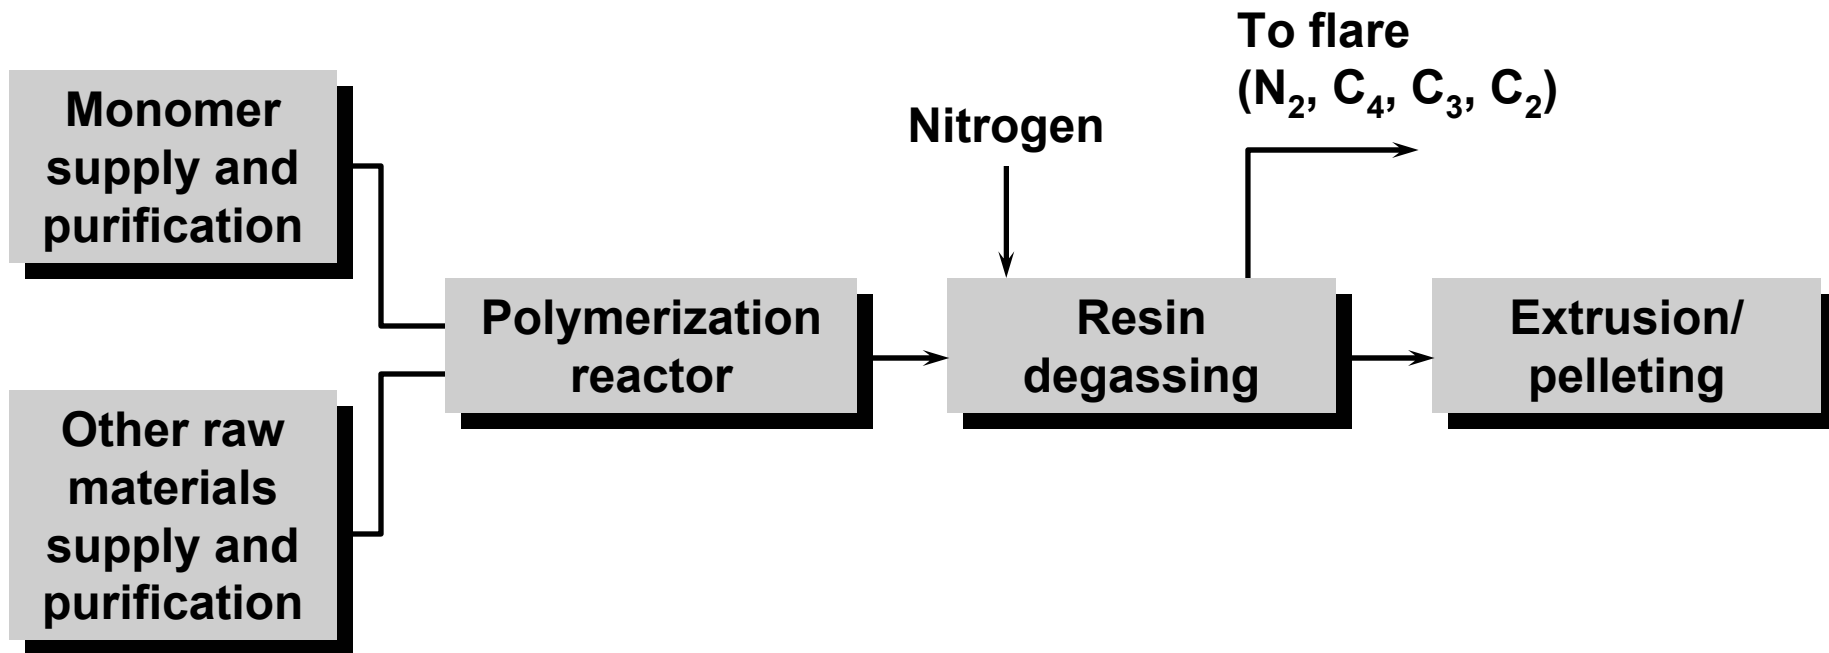 Monomer
supply and
purification
Other raw
materials
supply and
purification
Polymerization
reactor
Nitrogen
Resin
degassing
To flare
(N₂, C₄, C₃, C₂)
Extrusion/
pelleting